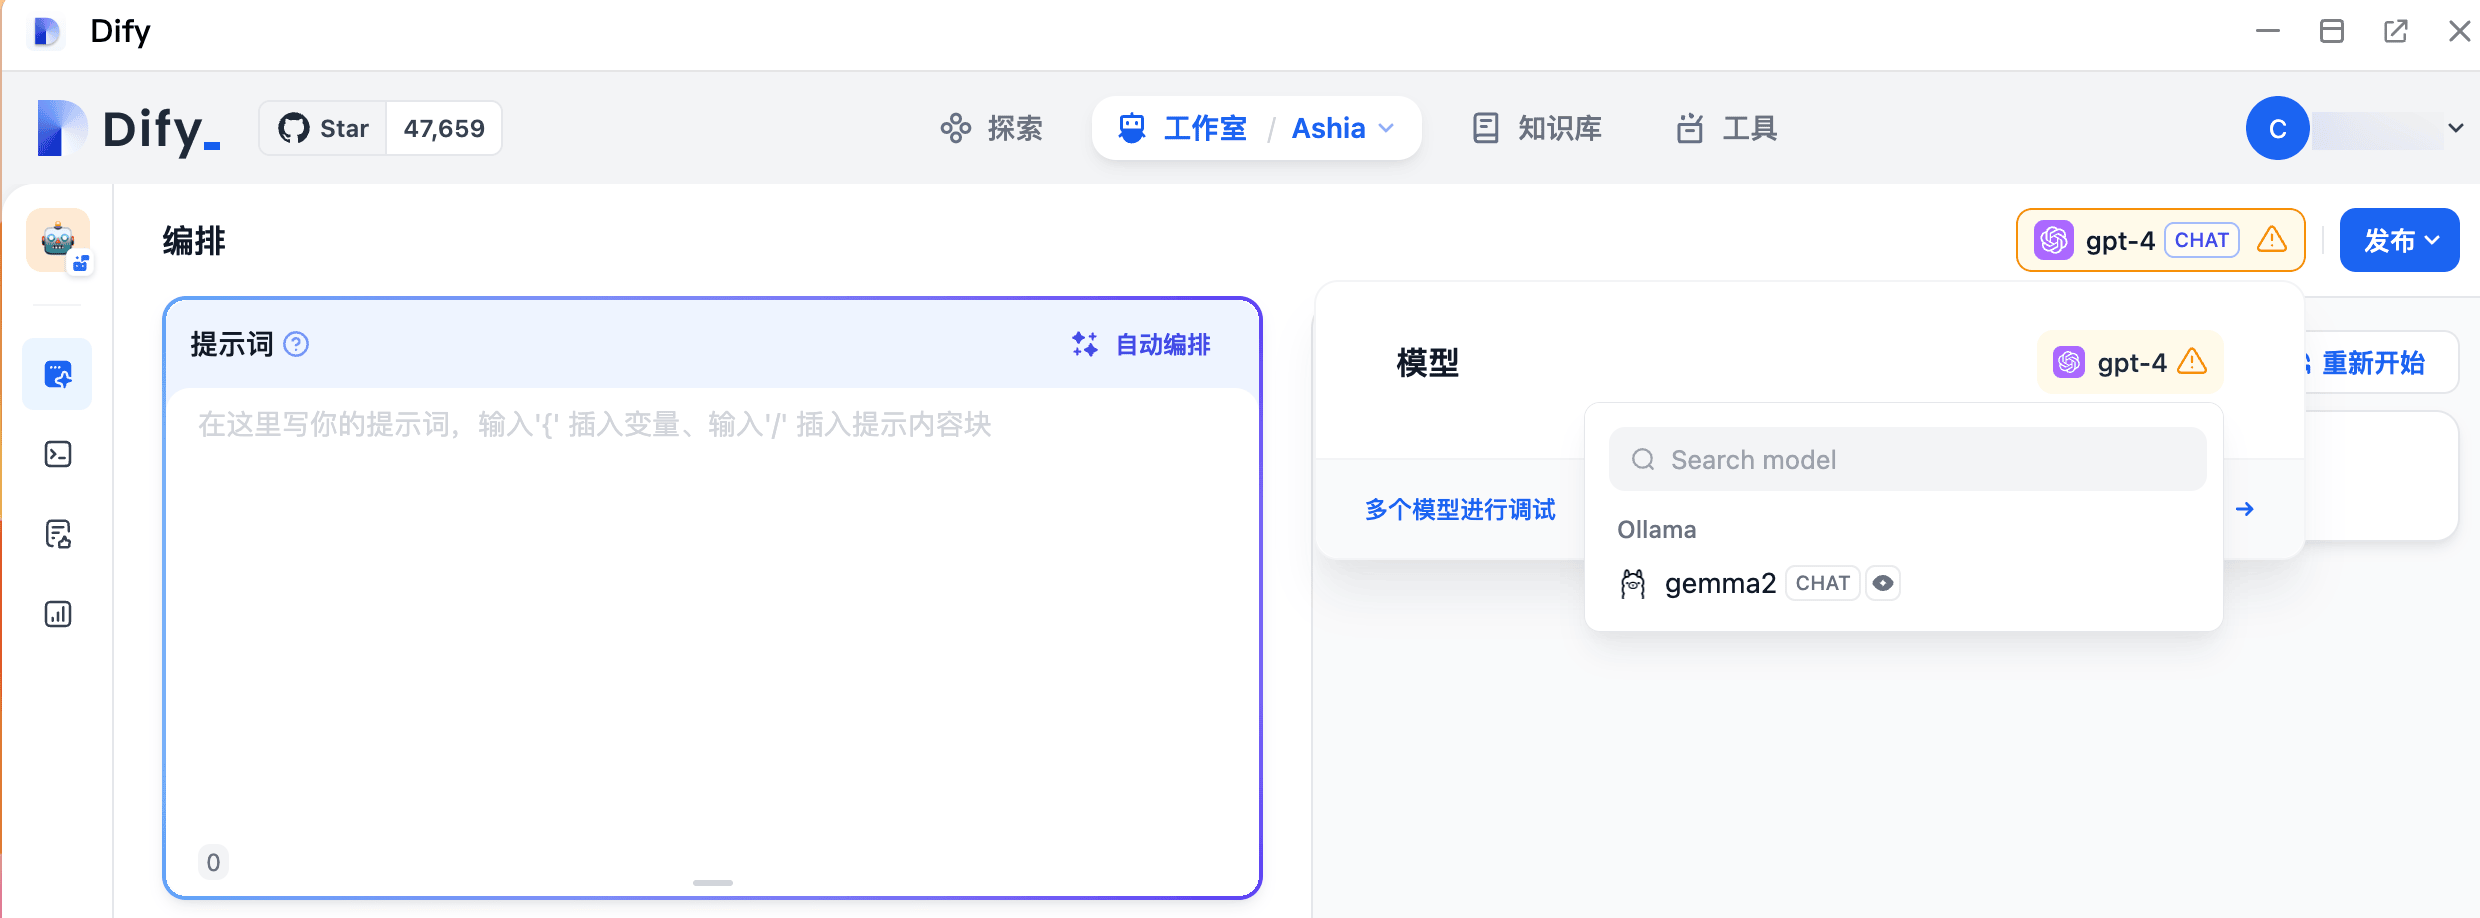 Dify
Dify_
Star 47,659
探索
工作室 / Ashia
知识库
工具
C
编排
gpt-4 CHAT
发布
提示词
自动编排
在这里写你的提示词，输入'{' 插入变量、输入'/' 插入提示内容块
0
模型
gpt-4
重新开始
Search model
多个模型进行调试
Ollama
gemma2 CHAT